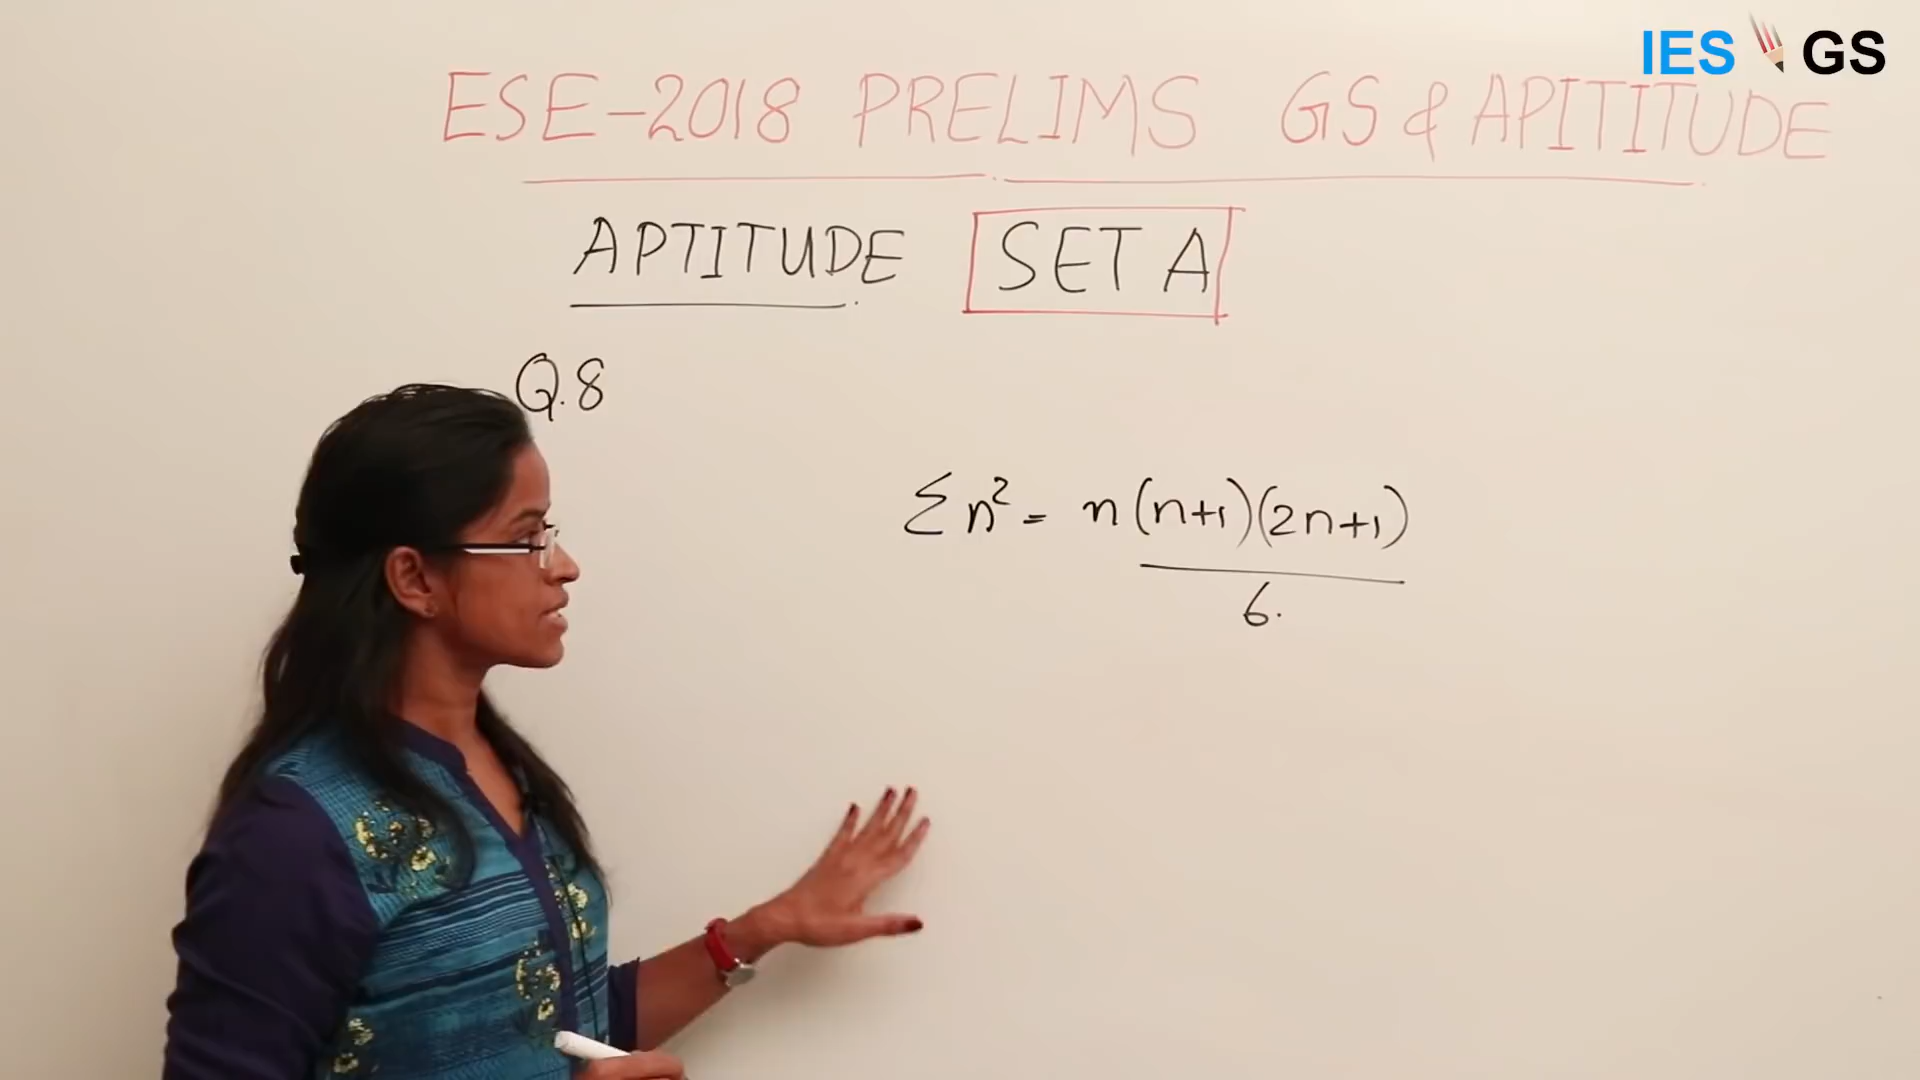 IES GS
ESE-2018 PRELIMS GS & APITITUDE
APTITUDE SET A
Q.8
Σn² = n(n+1)(2n+1)
6.